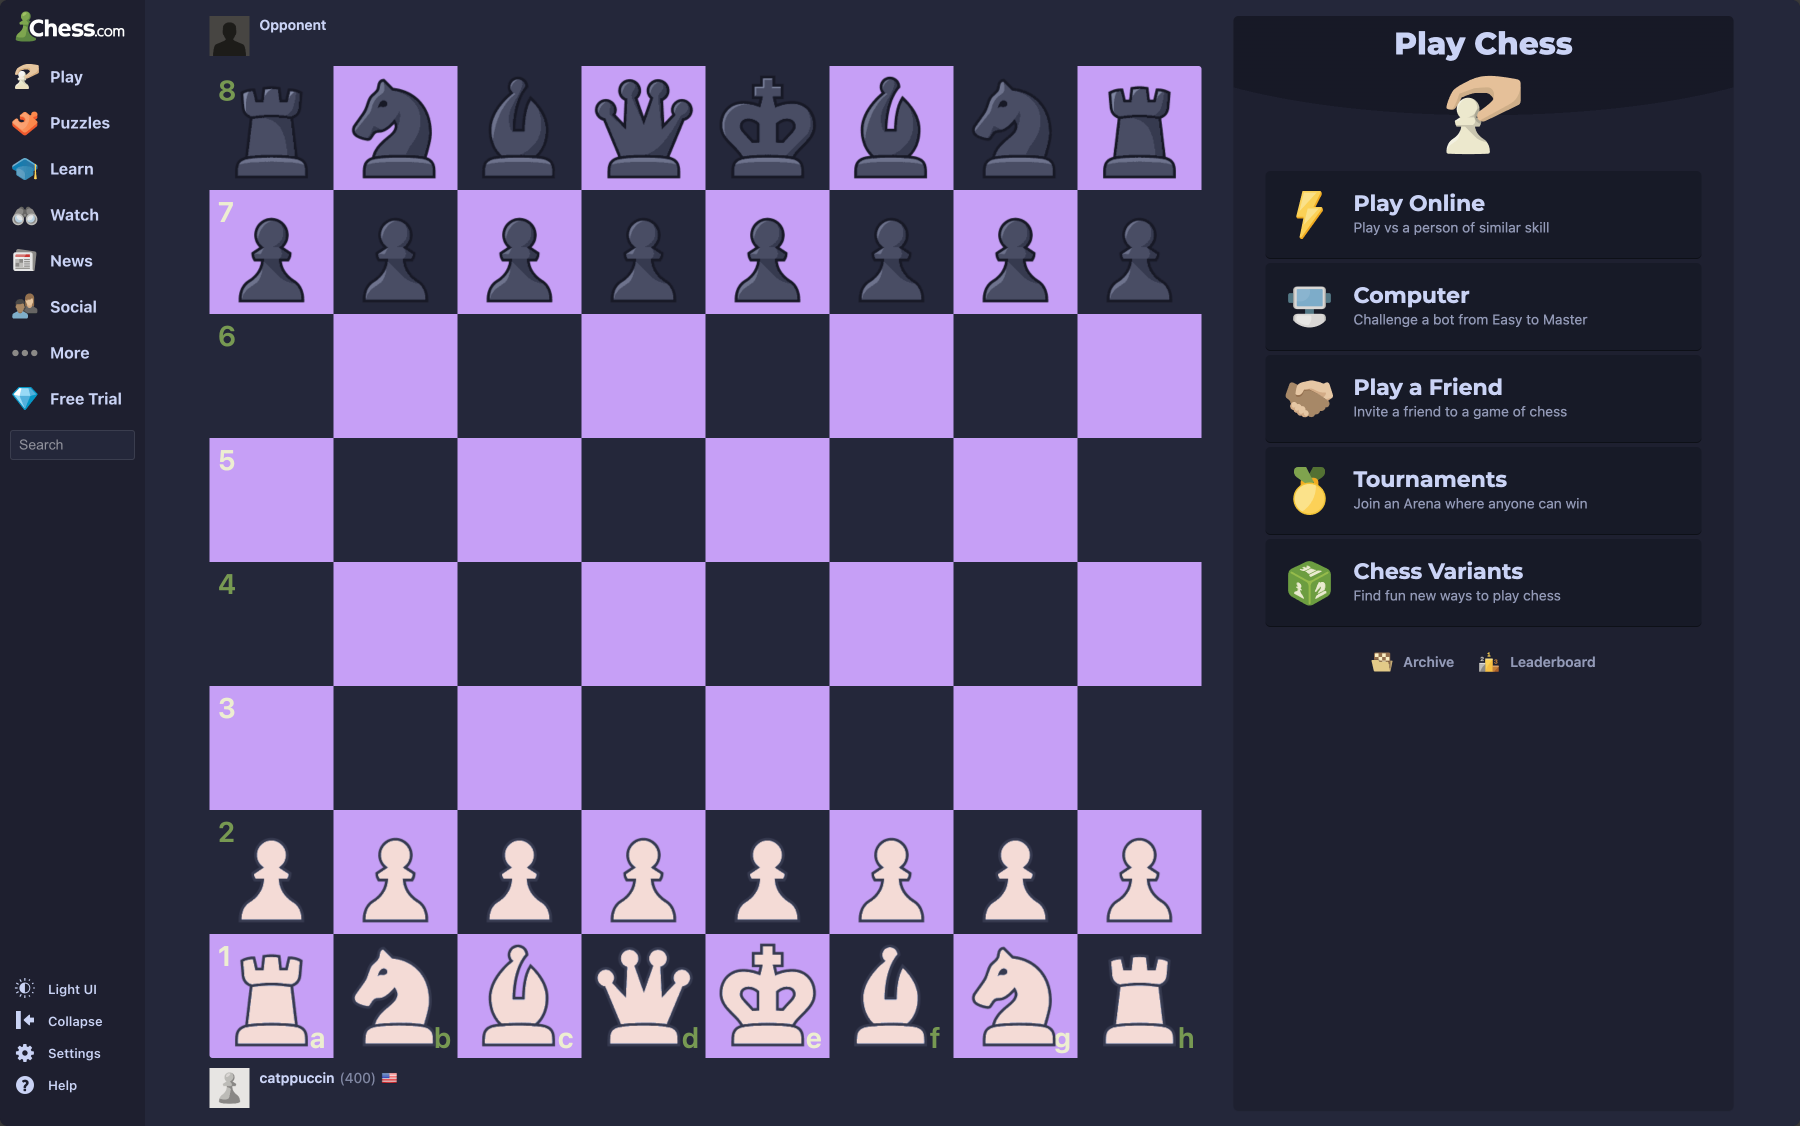 Chess.com
Play
Puzzles
Learn
Watch
News
Social
More
Free Trial
Search
Light UI
Collapse
Settings
Help
Opponent
8
7
6
5
4
3
2
1
a b c d e f g h
catppuccin (400)
Play Chess
Play Online
Play vs a person of similar skill
Computer
Challenge a bot from Easy to Master
Play a Friend
Invite a friend to a game of chess
Tournaments
Join an Arena where anyone can win
Chess Variants
Find fun new ways to play chess
Archive Leaderboard